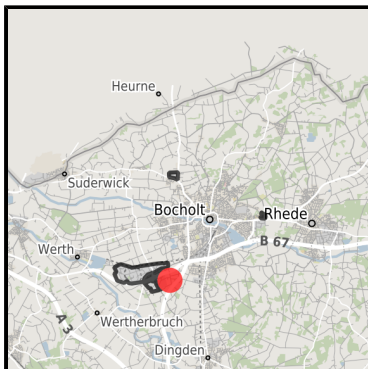 Heurne
Suderwick
Bocholt
Rhede
B 67
Werth
A 3
Wertherbruch
Dingden